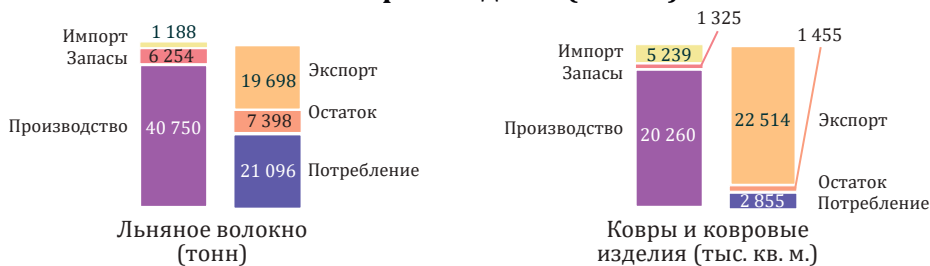 1 188
Импорт
Запасы
6 254
Производство
40 750
19 698
Экспорт
7 398
Остаток
21 096
Потребление
Льняное волокно
(тонн)
1 325
1 455
Импорт
5 239
Запасы
Производство
20 260
22 514
Экспорт
Остаток
2 855
Потребление
Ковры и ковровые
изделия (тыс. кв. м.)